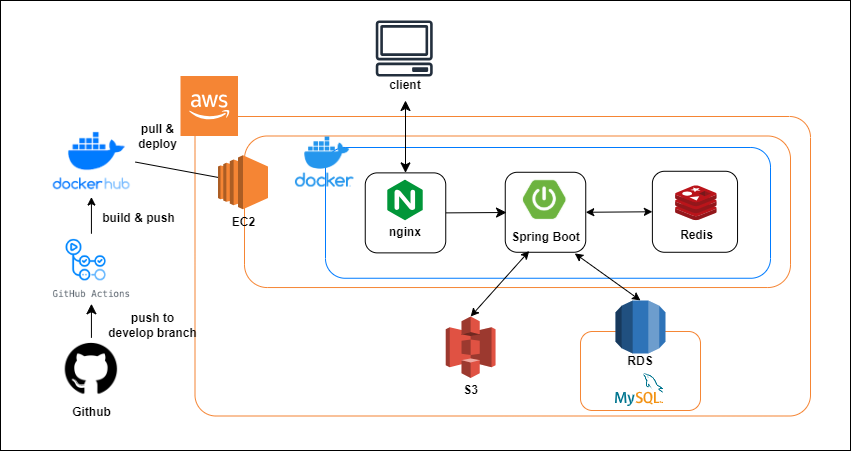 client
aws
pull &
deploy
docker hub
docker
EC2
nginx
Spring Boot
Redis
build & push
GitHub Actions
push to
develop branch
S3
RDS
MySQL
Github